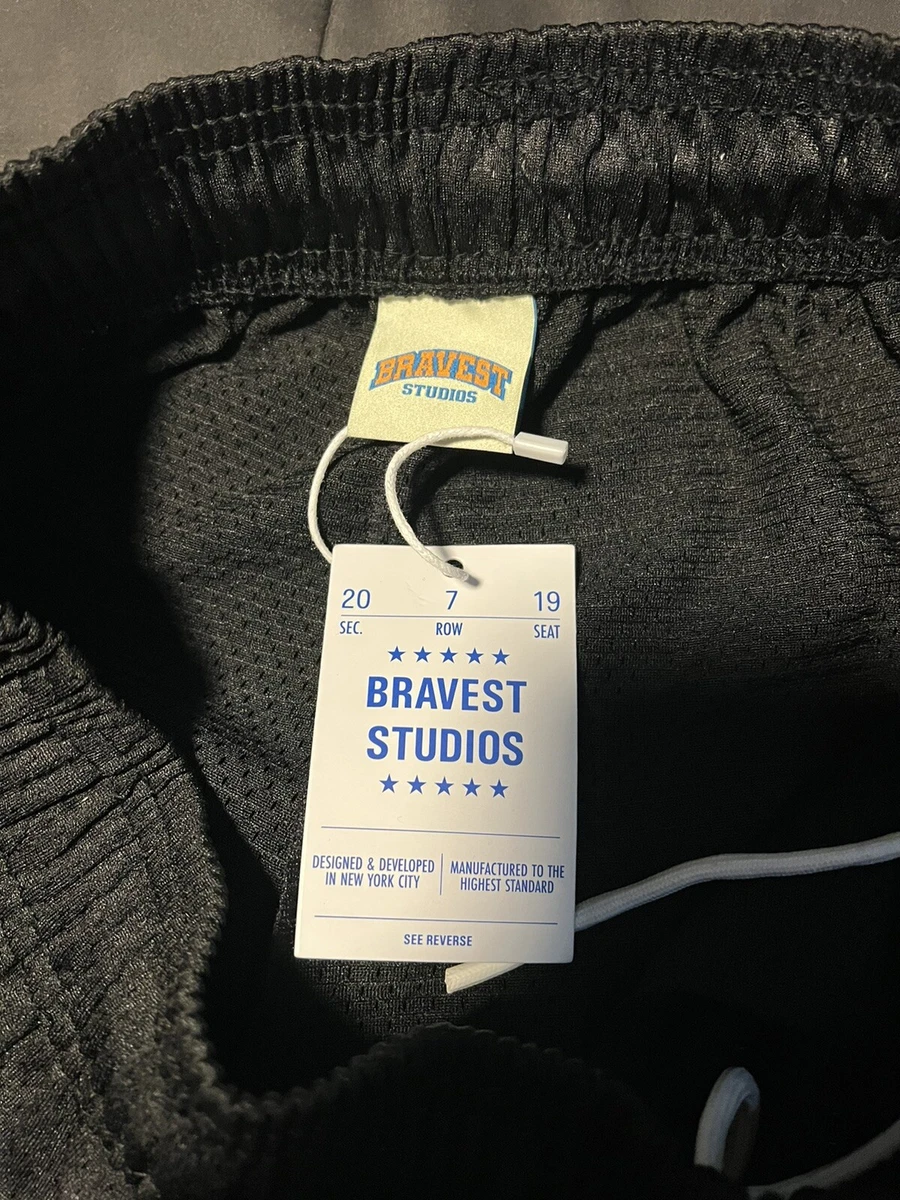 BRAVEST
STUDIOS
20 7 19
SEC. ROW SEAT
★★★★★
BRAVEST
STUDIOS
★★★★★
DESIGNED & DEVELOPED
IN NEW YORK CITY
MANUFACTURED TO THE
HIGHEST STANDARD
SEE REVERSE